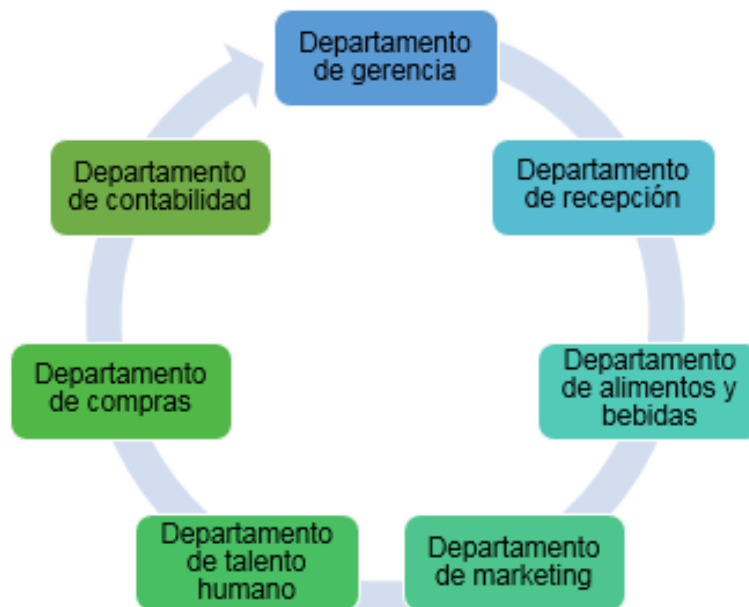 Departamento
de gerencia
Departamento
de recepción
Departamento
de alimentos y
bebidas
Departamento
de marketing
Departamento
de talento
humano
Departamento
de compras
Departamento
de contabilidad